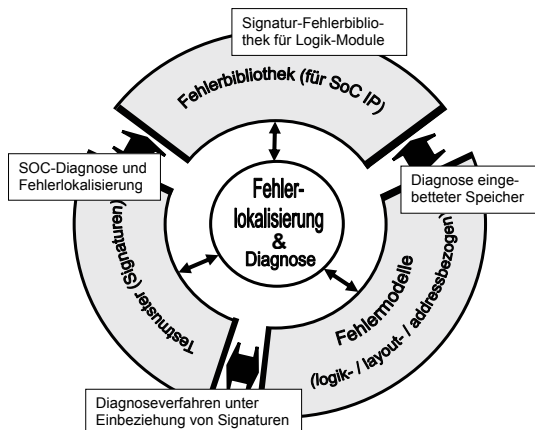 Signatur-Fehlerbiblio-
thek für Logik-Module
Fehlerbibliothek (für SoC IP)
SOC-Diagnose und
Fehlerlokalisierung
Diagnose einge-
betteter Speicher
Fehler-
lokalisierung
&
Diagnose
Testmuster (Signaturen)
Fehlermodelle
(logik- / layout- / addressbezogen)
Diagnoseverfahren unter
Einbeziehung von Signaturen